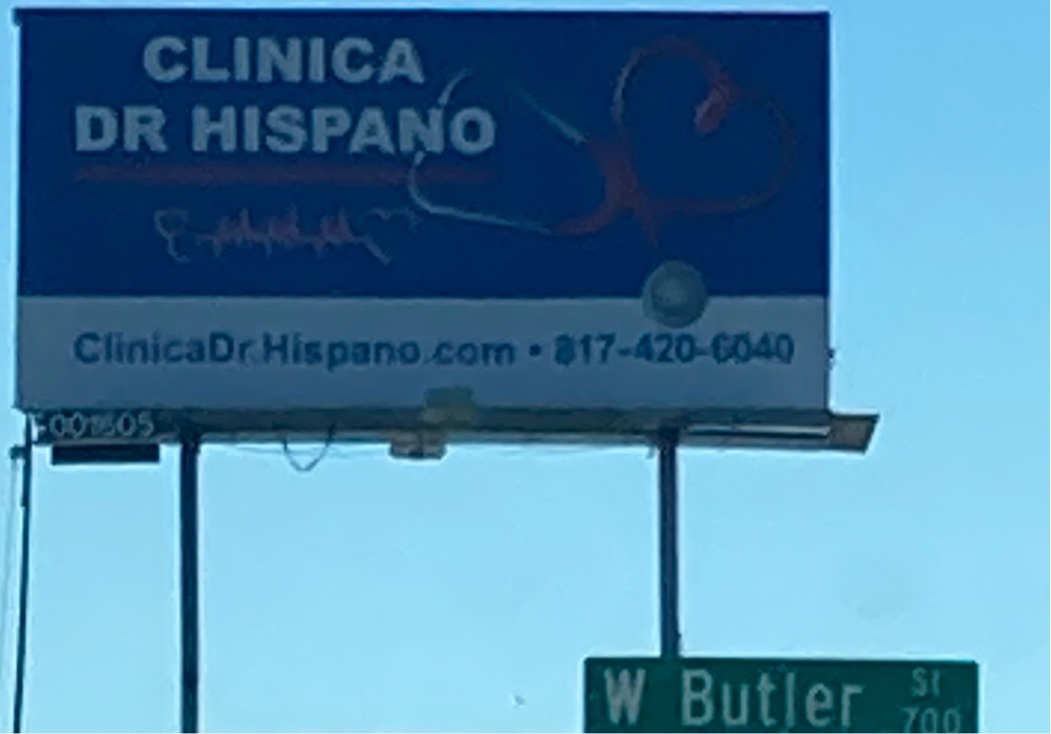 CLINICA
DR HISPANO
ClinicaDr.Hispano.com • 817-420-6040
W Butler St
700